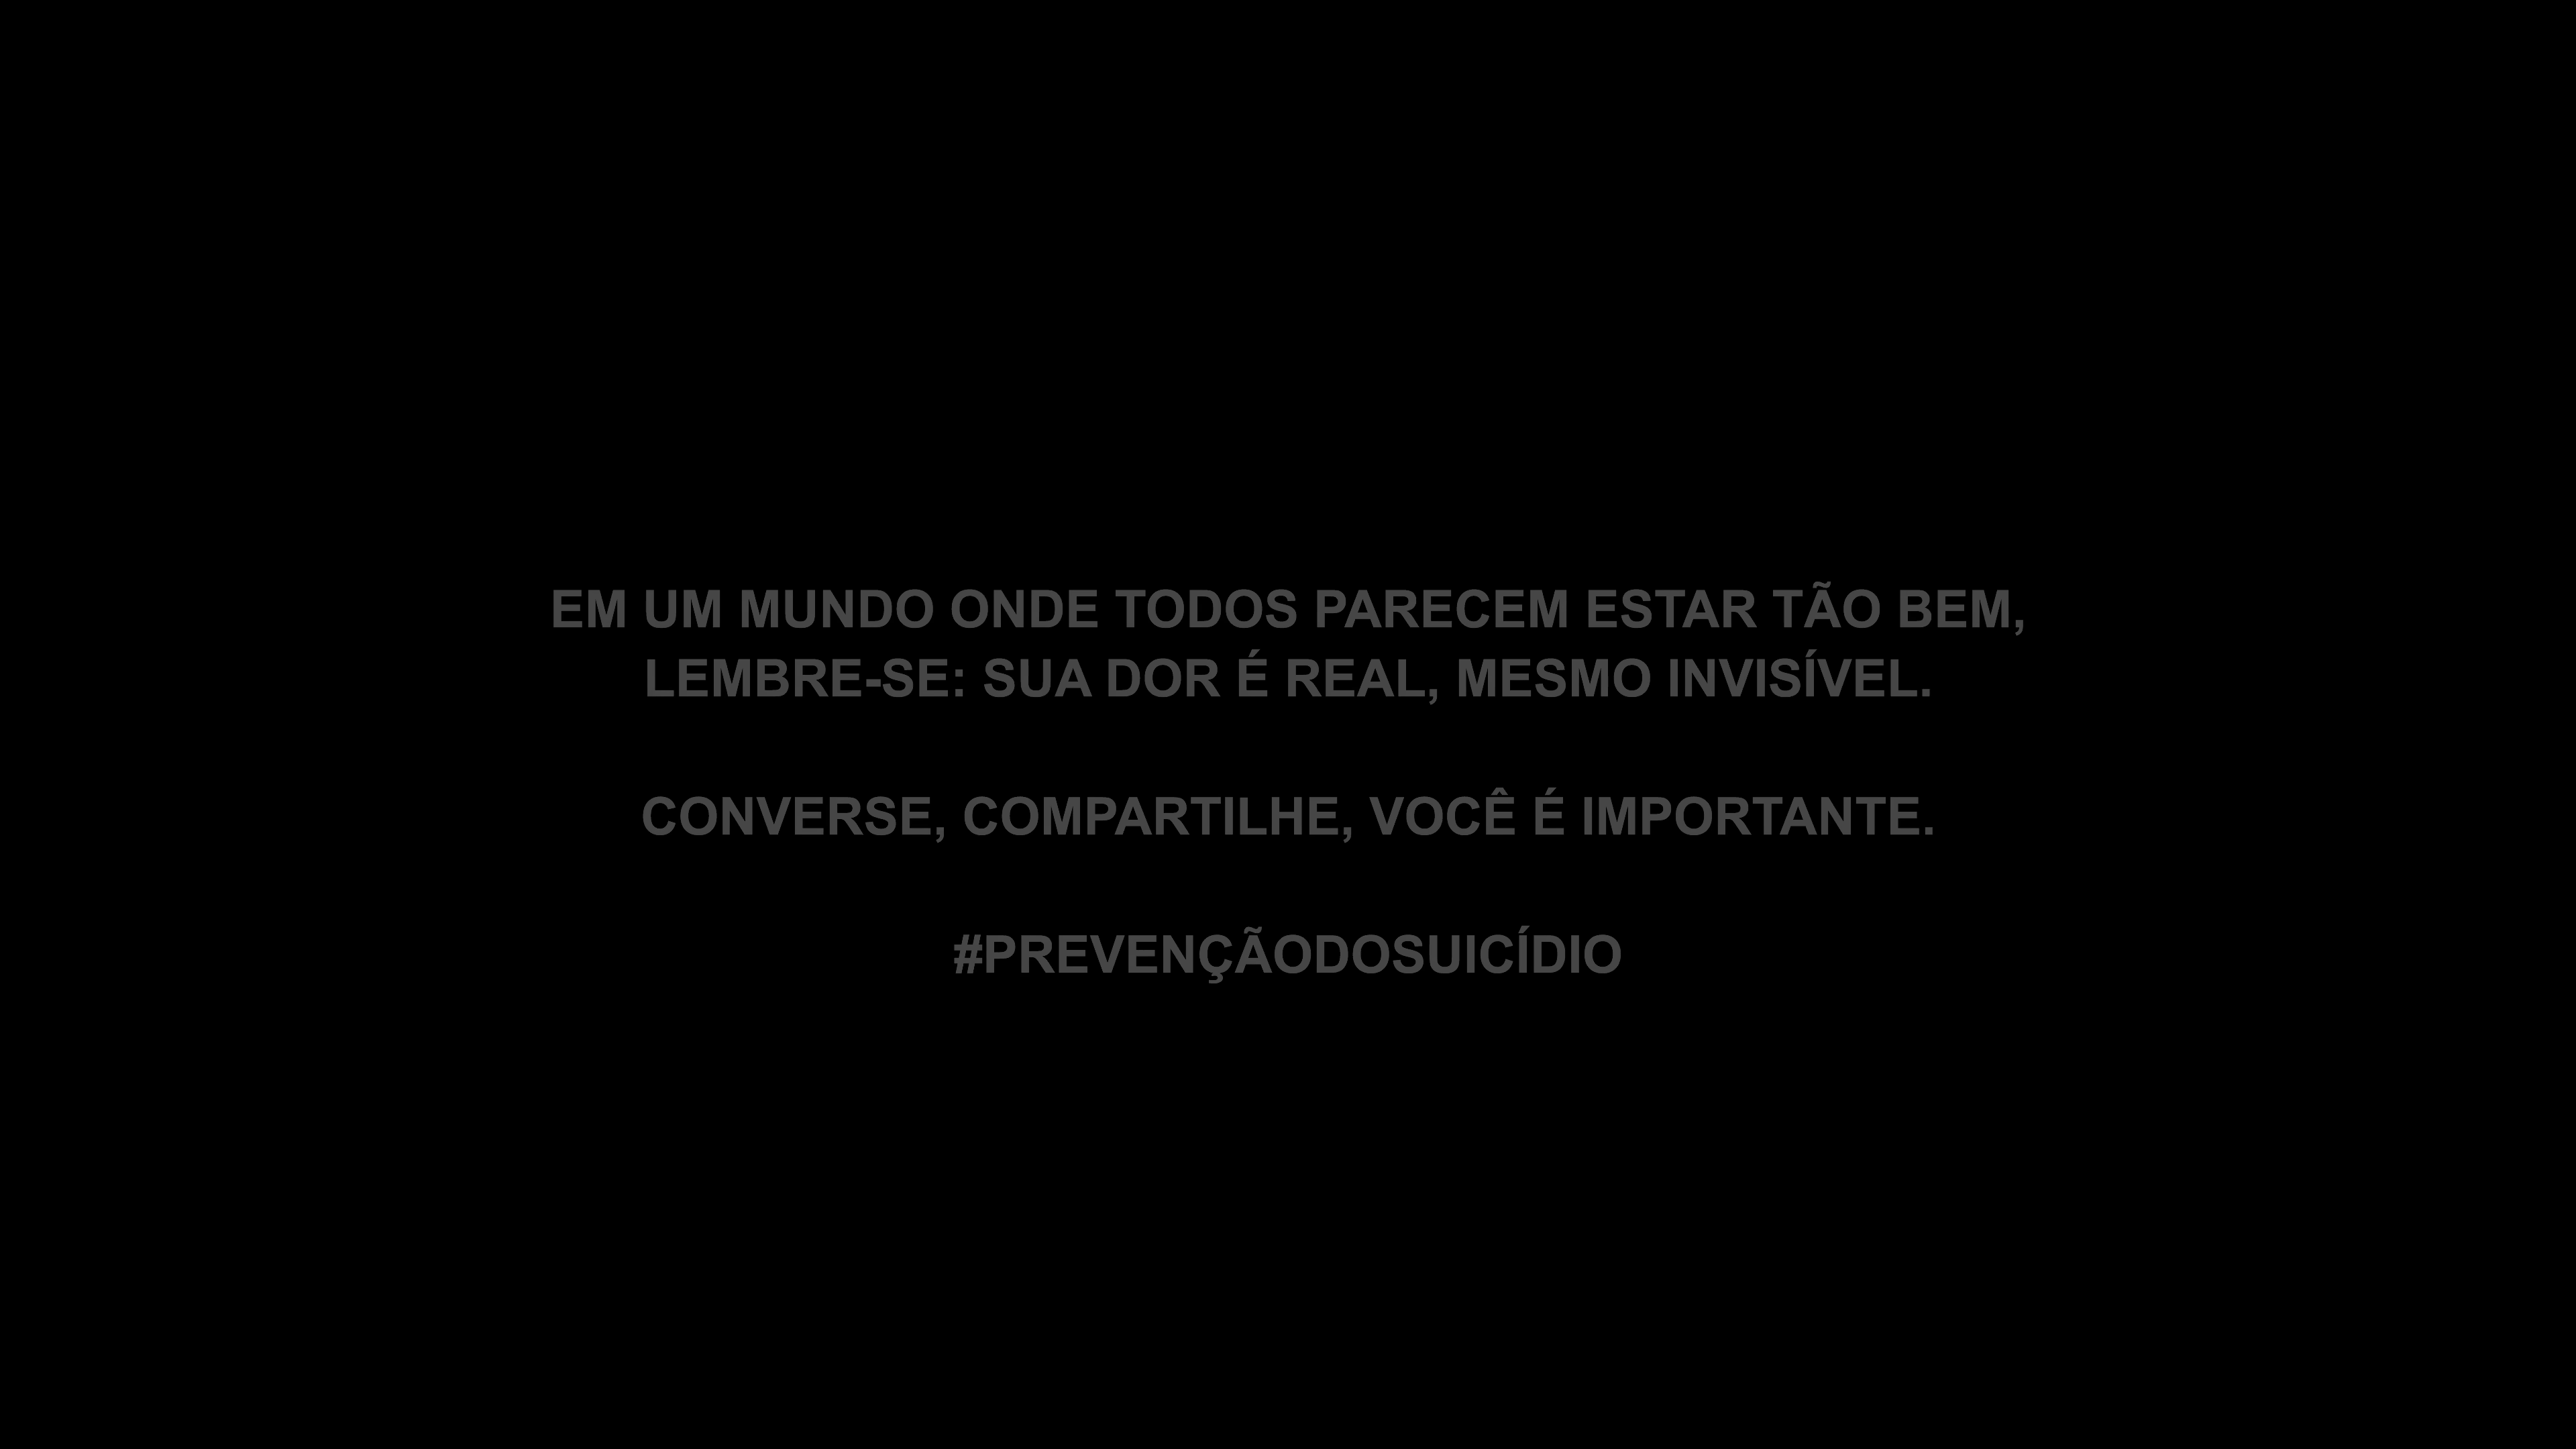 EM UM MUNDO ONDE TODOS PARECEM ESTAR TÃO BEM,
LEMBRE-SE: SUA DOR É REAL, MESMO INVISÍVEL.
CONVERSE, COMPARTILHE, VOCÊ É IMPORTANTE.
#PREVENÇÃODOSUICÍDIO